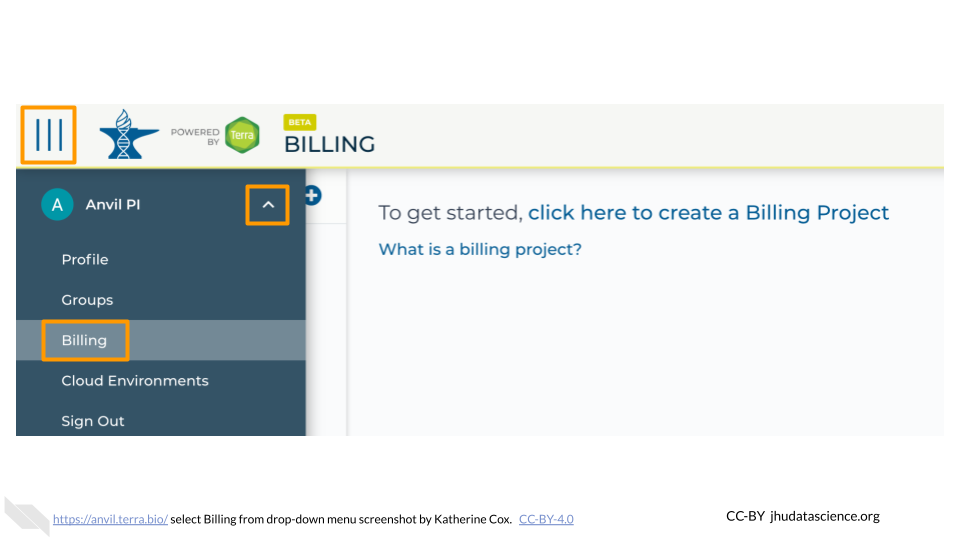 POWERED
BY
Terra
BETA
BILLING
A
Anvil PI
To get started, click here to create a Billing Project
What is a billing project?
Profile
Groups
Billing
Cloud Environments
Sign Out
https://anvil.terra.bio/ select Billing from drop-down menu screenshot by Katherine Cox. CC-BY-4.0
CC-BY jhudatascience.org